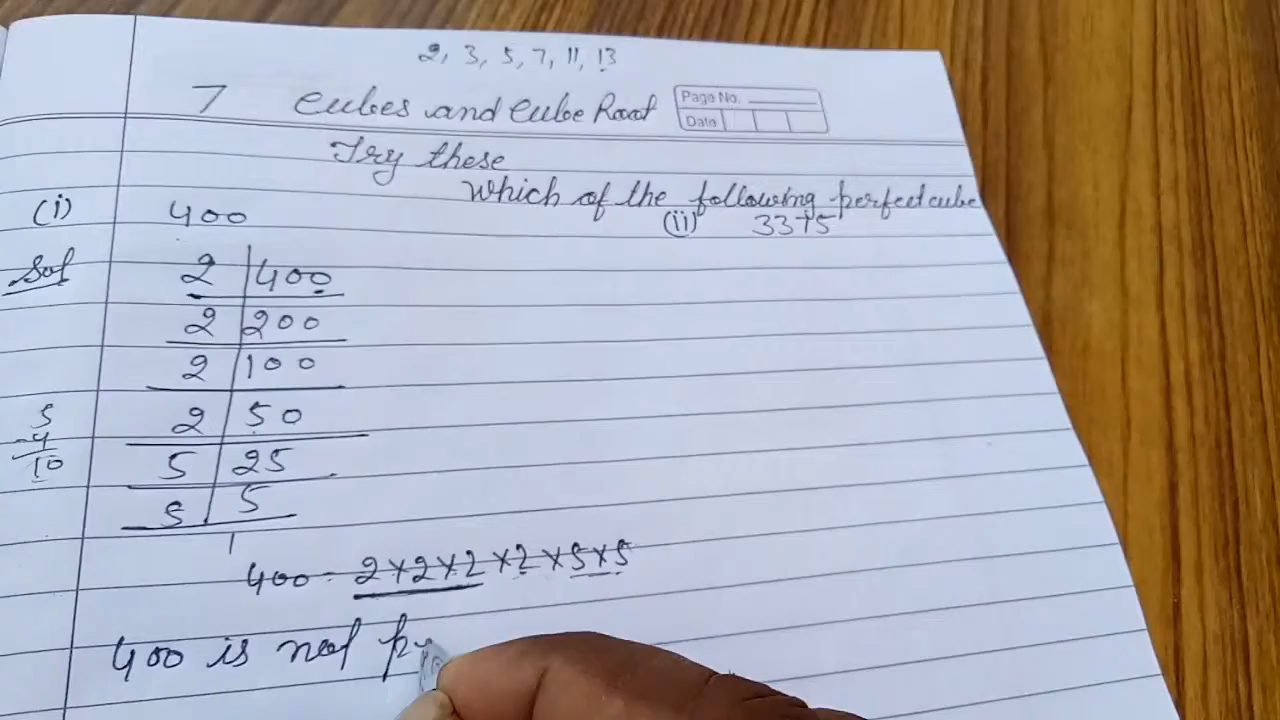 2, 3, 5, 7, 11, 13
7 Cubes and Cube Root
Page No.
Date
Try these
Which of the following perfect cube
(i) 400 (ii) 3375
Sol
2 | 400
2 | 200
2 | 100
2 | 50
5 | 25
5 | 5
1
5
-4
10
400 = 2×2×2×2×5×5
400 is not